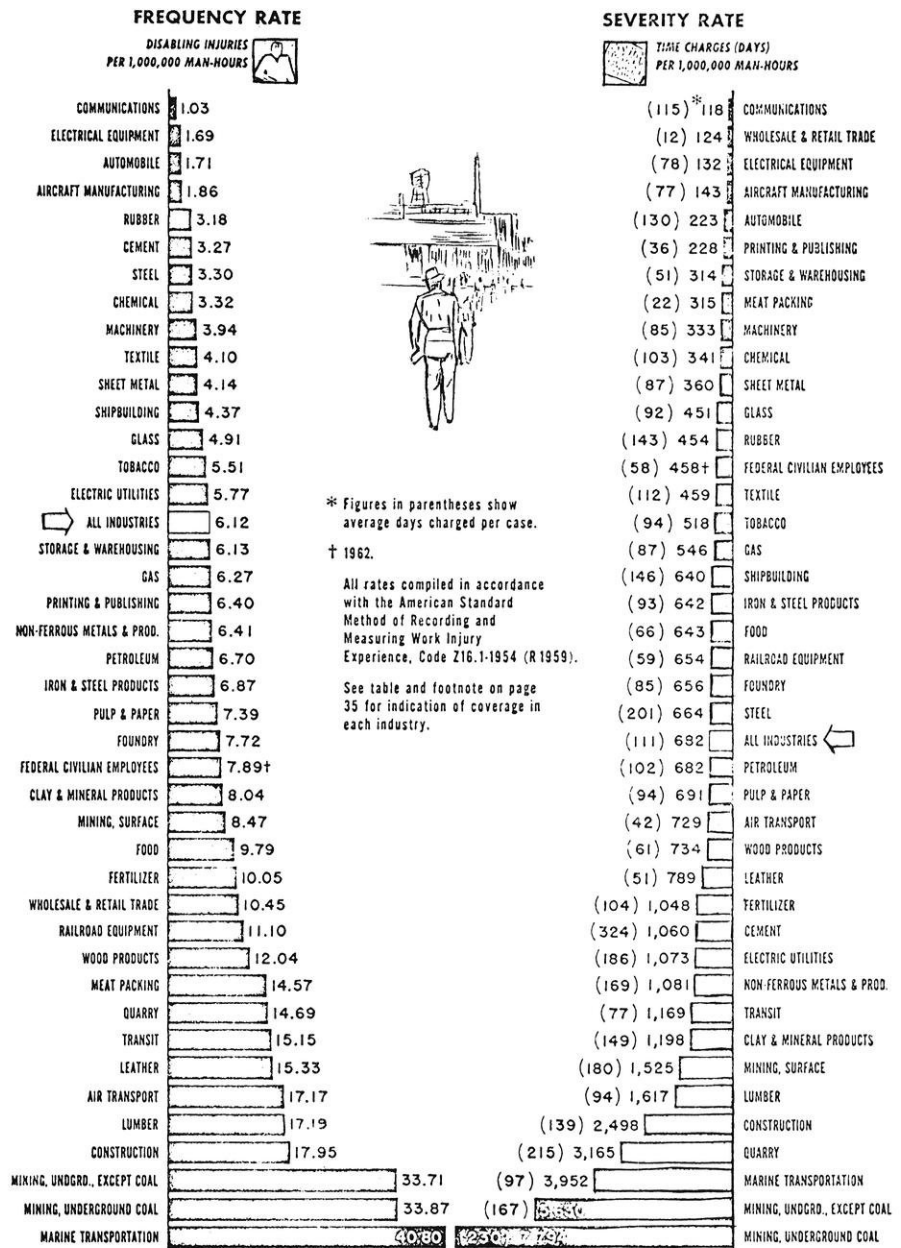 FREQUENCY RATE
DISABLING INJURIES
PER 1,000,000 MAN-HOURS
COMMUNICATIONS 1.03
ELECTRICAL EQUIPMENT 1.69
AUTOMOBILE 1.71
AIRCRAFT MANUFACTURING 1.86
RUBBER 3.18
CEMENT 3.27
STEEL 3.30
CHEMICAL 3.32
MACHINERY 3.94
TEXTILE 4.10
SHEET METAL 4.14
SHIPBUILDING 4.37
GLASS 4.91
TOBACCO 5.51
ELECTRIC UTILITIES 5.77
ALL INDUSTRIES 6.12
STORAGE & WAREHOUSING 6.13
GAS 6.27
PRINTING & PUBLISHING 6.40
NON-FERROUS METALS & PROD. 6.41
PETROLEUM 6.70
IRON & STEEL PRODUCTS 6.87
PULP & PAPER 7.39
FOUNDRY 7.72
FEDERAL CIVILIAN EMPLOYEES 7.89†
CLAY & MINERAL PRODUCTS 8.04
MINING, SURFACE 8.47
FOOD 9.79
FERTILIZER 10.05
WHOLESALE & RETAIL TRADE 10.45
RAILROAD EQUIPMENT 11.10
WOOD PRODUCTS 12.04
MEAT PACKING 14.57
QUARRY 14.69
TRANSIT 15.15
LEATHER 15.33
AIR TRANSPORT 17.17
LUMBER 17.19
CONSTRUCTION 17.95
MINING, UNDGRD., EXCEPT COAL 33.71
MINING, UNDERGROUND COAL 33.87
MARINE TRANSPORTATION 40.80
* Figures in parentheses show
average days charged per case.
† 1962.
All rates compiled in accordance
with the American Standard
Method of Recording and
Measuring Work Injury
Experience, Code Z16.1-1954 (R1959).
See table and footnote on page
35 for indication of coverage in
each industry.
SEVERITY RATE
TIME CHARGES (DAYS)
PER 1,000,000 MAN-HOURS
(115)*118 COMMUNICATIONS
(12) 124 WHOLESALE & RETAIL TRADE
(78) 132 ELECTRICAL EQUIPMENT
(77) 143 AIRCRAFT MANUFACTURING
(130) 223 AUTOMOBILE
(36) 228 PRINTING & PUBLISHING
(51) 314 STORAGE & WAREHOUSING
(22) 315 MEAT PACKING
(85) 333 MACHINERY
(103) 341 CHEMICAL
(87) 360 SHEET METAL
(92) 451 GLASS
(143) 454 RUBBER
(58) 458† FEDERAL CIVILIAN EMPLOYEES
(112) 459 TEXTILE
(94) 518 TOBACCO
(87) 546 GAS
(146) 640 SHIPBUILDING
(93) 642 IRON & STEEL PRODUCTS
(66) 643 FOOD
(59) 654 RAILROAD EQUIPMENT
(85) 656 FOUNDRY
(201) 664 STEEL
(111) 682 ALL INDUSTRIES
(102) 682 PETROLEUM
(94) 691 PULP & PAPER
(42) 729 AIR TRANSPORT
(61) 734 WOOD PRODUCTS
(51) 789 LEATHER
(104) 1,048 FERTILIZER
(324) 1,060 CEMENT
(186) 1,073 ELECTRIC UTILITIES
(169) 1,081 NON-FERROUS METALS & PROD.
(77) 1,169 TRANSIT
(149) 1,198 CLAY & MINERAL PRODUCTS
(180) 1,525 MINING, SURFACE
(94) 1,617 LUMBER
(139) 2,498 CONSTRUCTION
(215) 3,165 QUARRY
(97) 3,952 MARINE TRANSPORTATION
(167) 5,630 MINING, UNDGRD., EXCEPT COAL
(230) 7,794 MINING, UNDERGROUND COAL